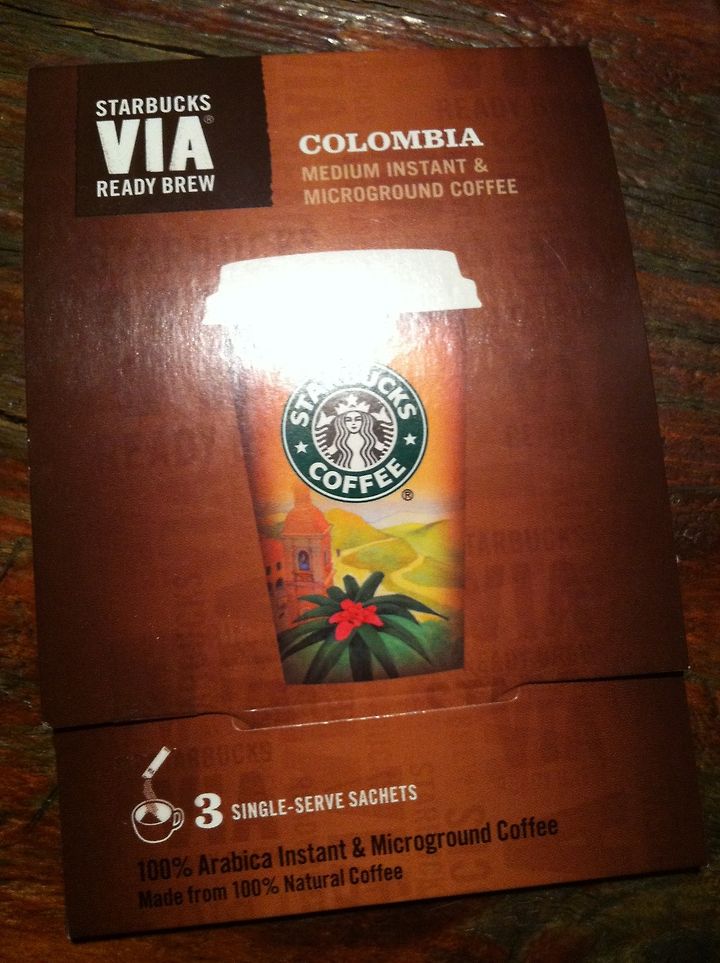 STARBUCKS
VIA®
READY BREW
COLOMBIA
MEDIUM INSTANT &
MICROGROUND COFFEE
STARBUCKS
COFFEE
®
3 SINGLE-SERVE SACHETS
100% Arabica Instant & Microground Coffee
Made from 100% Natural Coffee